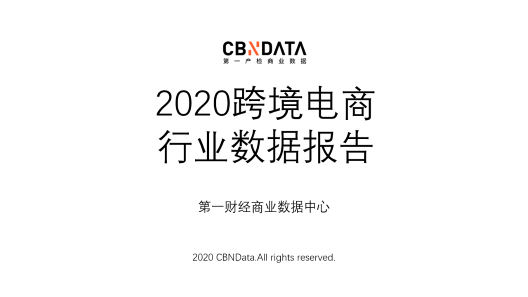 CBNDATA
第一产检商业数据
2020跨境电商
行业数据报告
第一财经商业数据中心
2020 CBNData.All rights reserved.